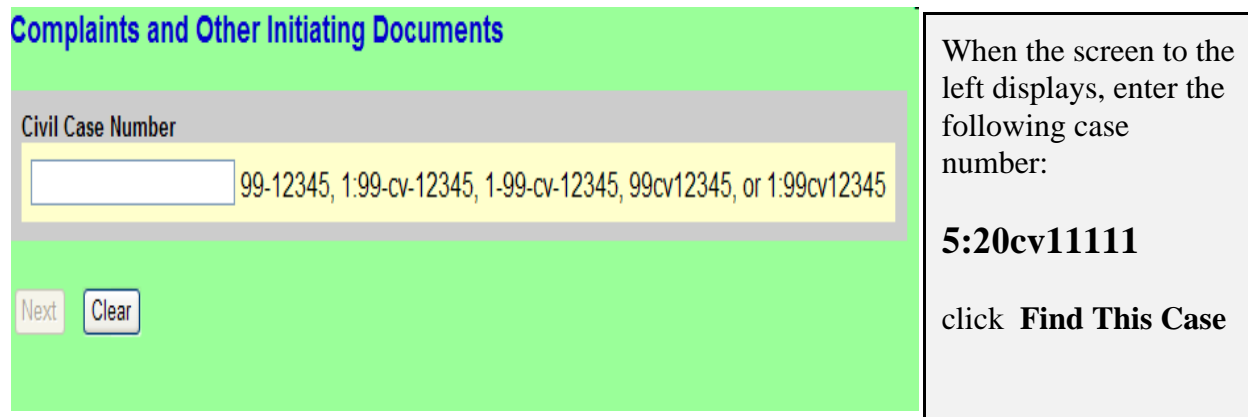 Complaints and Other Initiating Documents
Civil Case Number
99-12345, 1:99-cv-12345, 1-99-cv-12345, 99cv12345, or 1:99cv12345
Next Clear
When the screen to the
left displays, enter the
following case
number:
5:20cv11111
click Find This Case